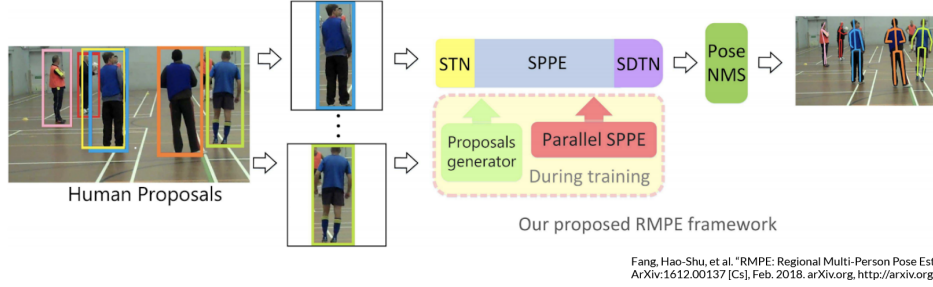 Human Proposals
STN
SPPE
SDTN
Pose
NMS
Proposals
generator
Parallel SPPE
During training
Our proposed RMPE framework
Fang, Hao-Shu, et al. “RMPE: Regional Multi-Person Pose Est
ArXiv:1612.00137 [Cs], Feb. 2018. arXiv.org, http://arxiv.org